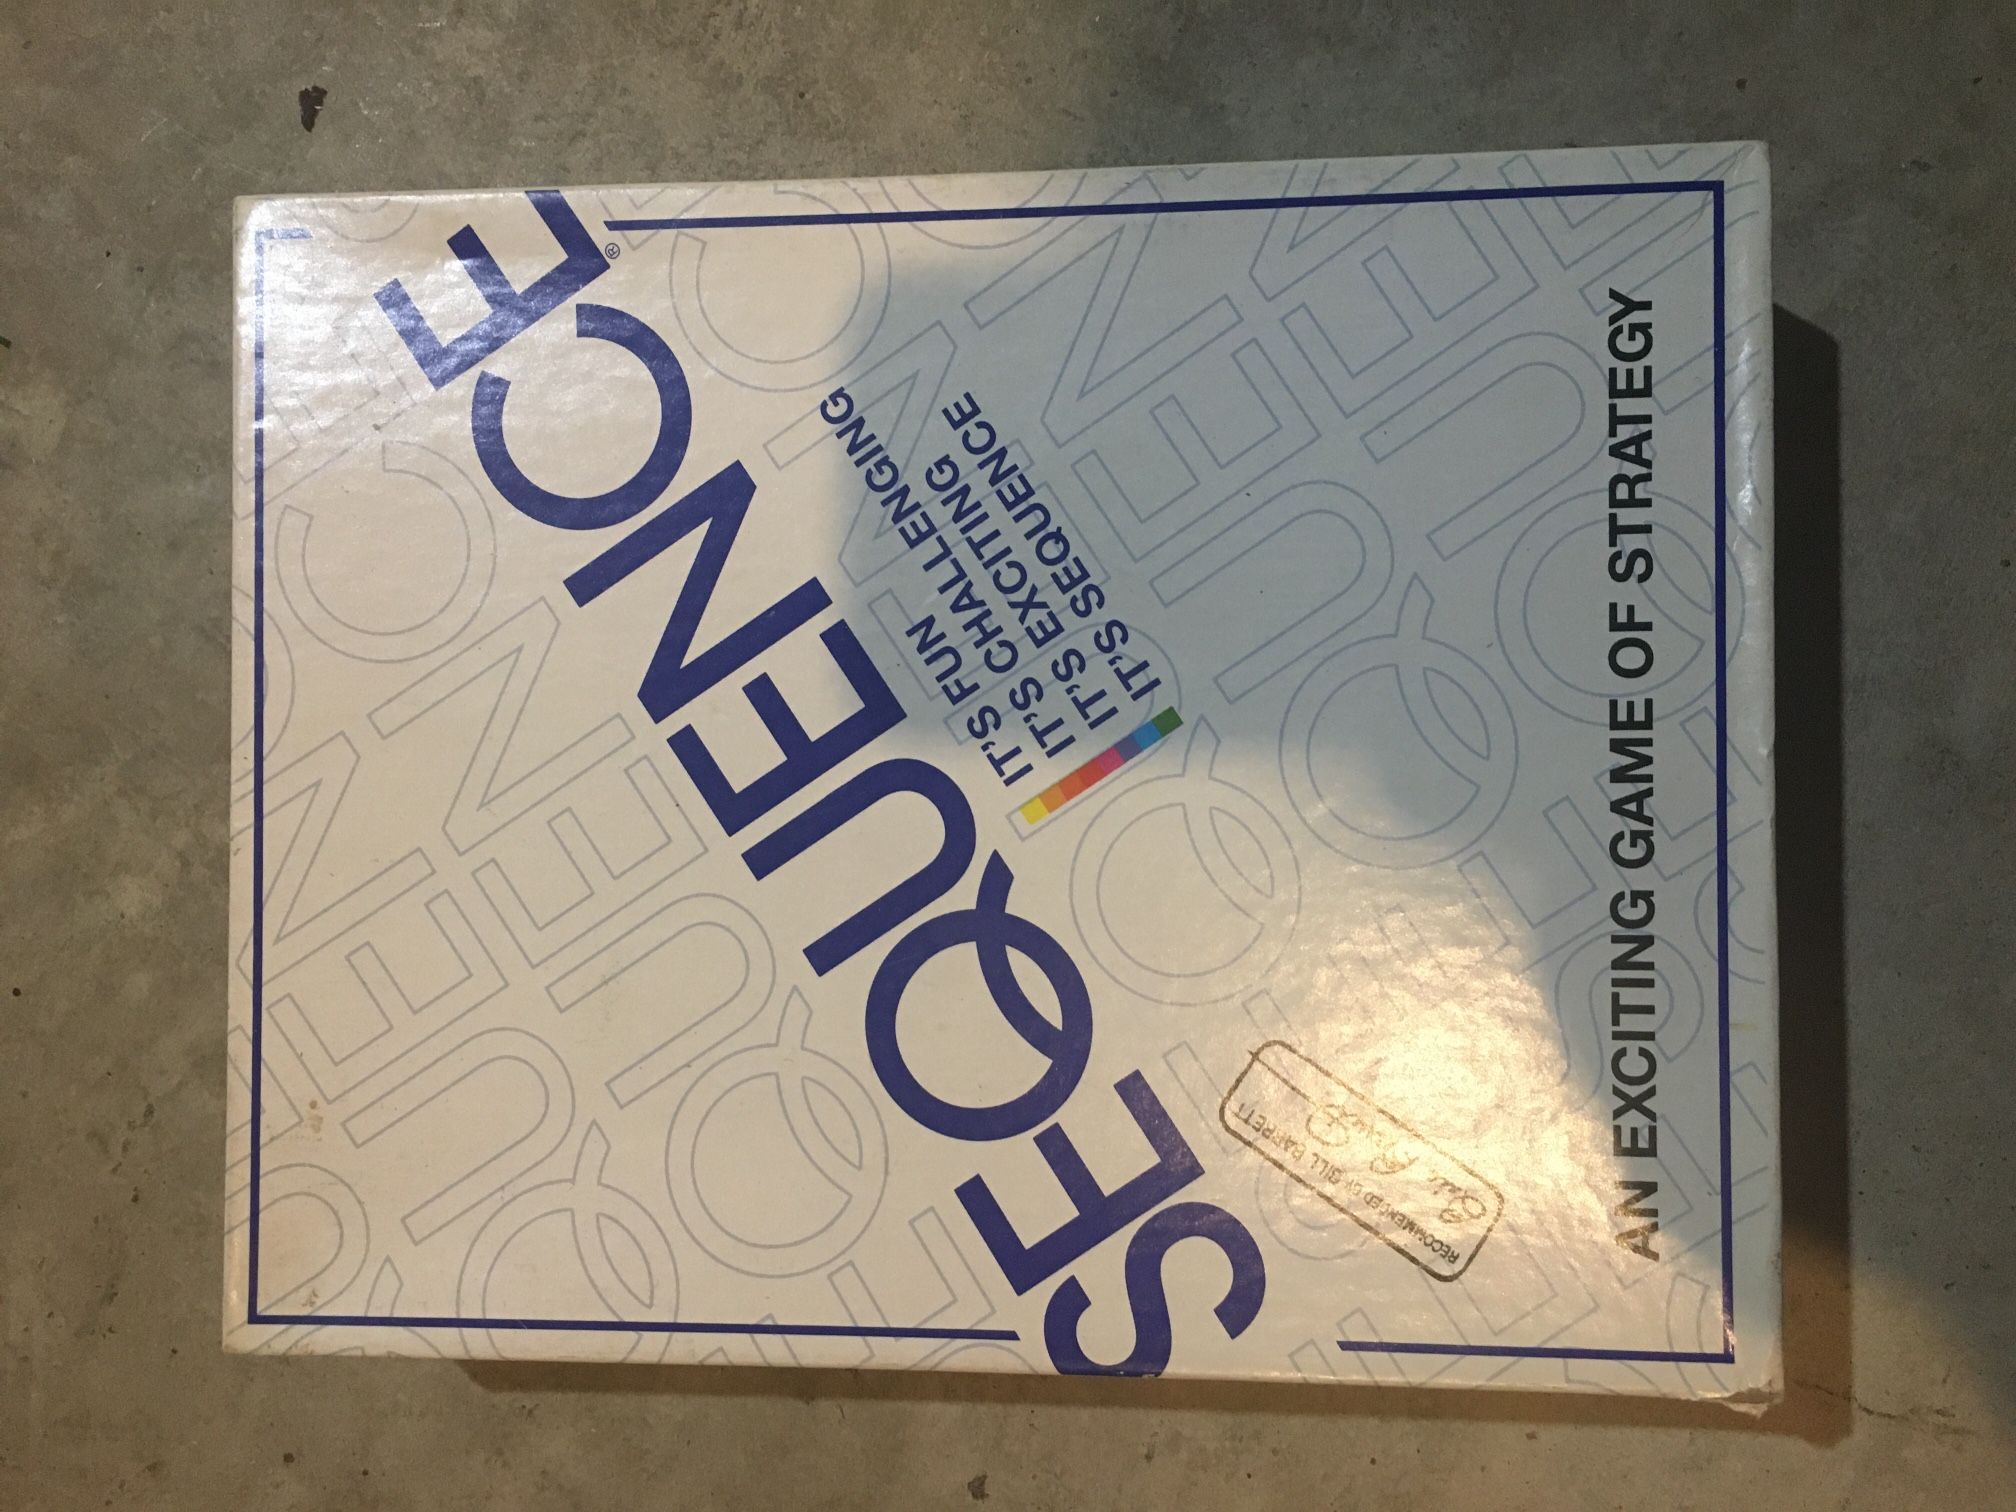 SEQUENCE®
IT'S FUN
IT'S CHALLENGING
IT'S EXCITING
IT'S SEQUENCE
RECOMMENDED BY BILL BARRETT
AN EXCITING GAME OF STRATEGY